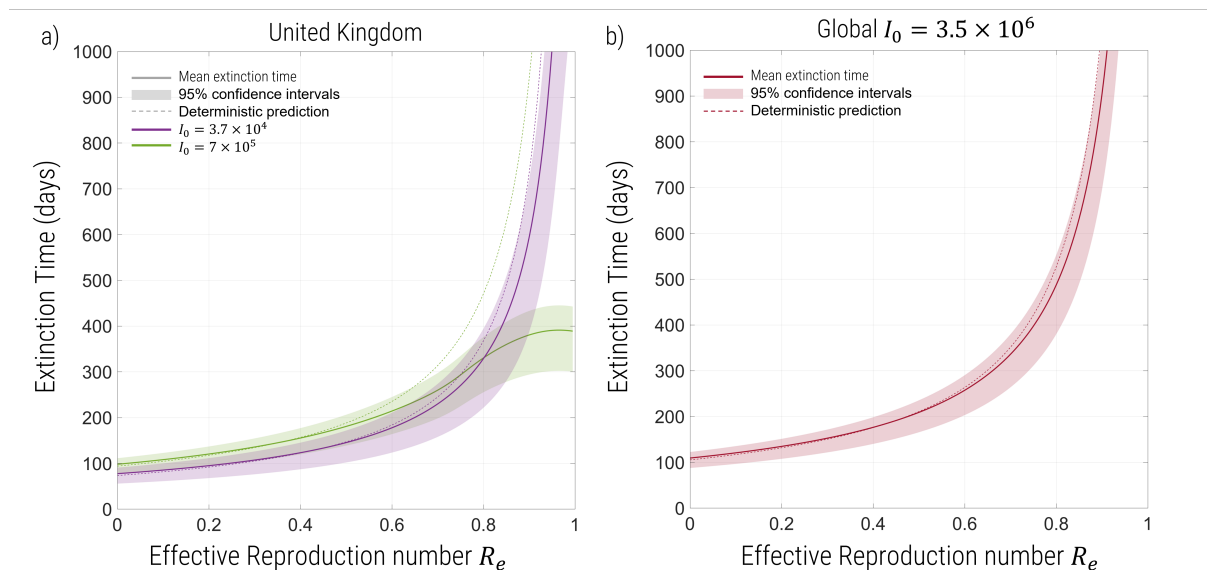 a)
United Kingdom
1000
900
800
700
600
500
400
300
200
100
0
Extinction Time (days)
Mean extinction time
95% confidence intervals
Deterministic prediction
I₀ = 3.7 × 10⁴
I₀ = 7 × 10⁵
0 0.2 0.4 0.6 0.8 1
Effective Reproduction number Rₑ
b)
Global I₀ = 3.5 × 10⁶
1000
900
800
700
600
500
400
300
200
100
0
Extinction Time (days)
Mean extinction time
95% confidence intervals
Deterministic prediction
0 0.2 0.4 0.6 0.8 1
Effective Reproduction number Rₑ